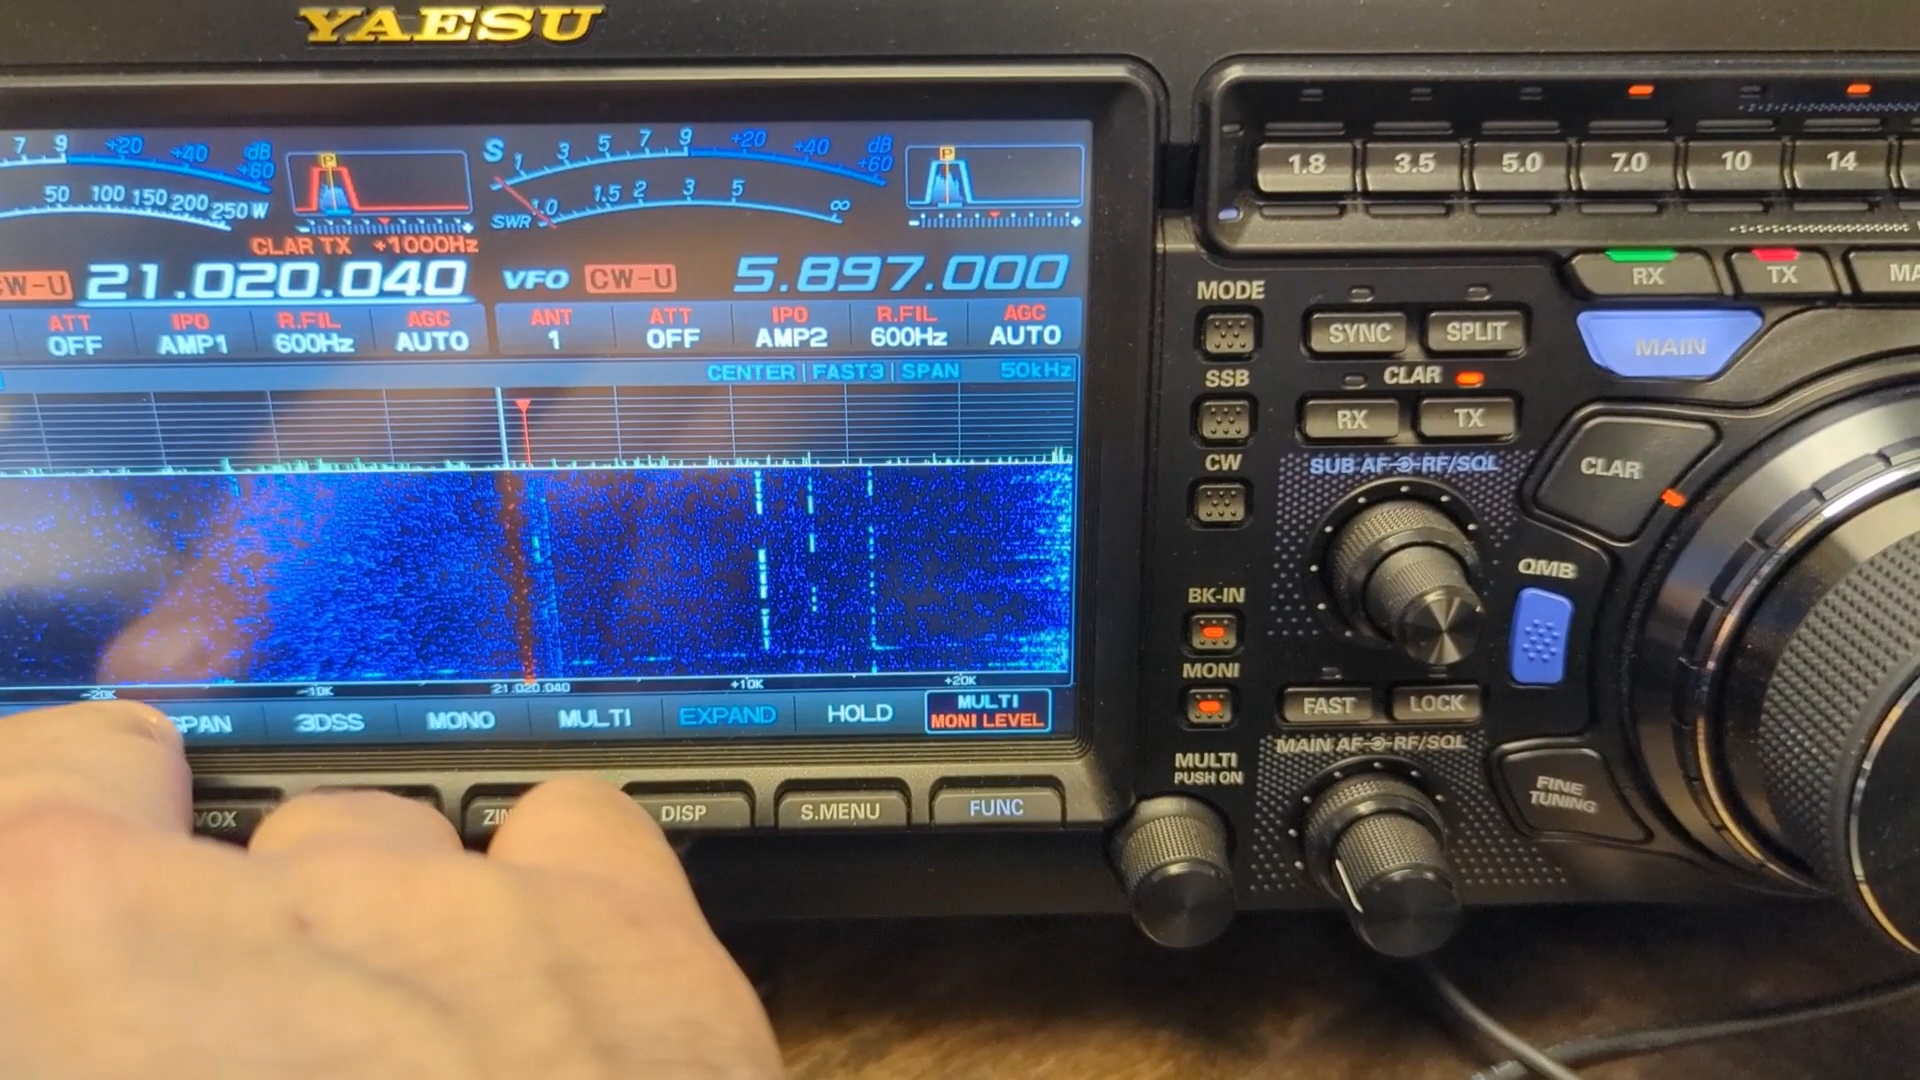 YAESU
7 9 +20 +40 dB +60
50 100 150 200 250 W
P
CLAR TX +1000Hz
CW-U 21.020.040
S 1 3 5 7 9 +20 +40 dB +60
SWR 1.0 1.5 2 3 5 ∞
P
VFO CW-U 5.897.000
ATT OFF
IPO AMP1
R.FIL 600Hz
AGC AUTO
ANT 1
ATT OFF
IPO AMP2
R.FIL 600Hz
AGC AUTO
CENTER | FAST3 | SPAN 50kHz
-20K -10K 21.020.040 +10K +20K
SPAN 3DSS MONO MULTI EXPAND HOLD
MULTI
MONI LEVEL
VOX DISP S.MENU FUNC
1.8 3.5 5.0 7.0 10 14
RX TX
MODE
SYNC SPLIT
MAIN
SSB
CLAR
RX TX
CLAR
CW
SUB AF RF/SQL
QMB
BK-IN
MONI
FAST LOCK
MAIN AF RF/SQL
MULTI
PUSH ON
FINE
TUNING